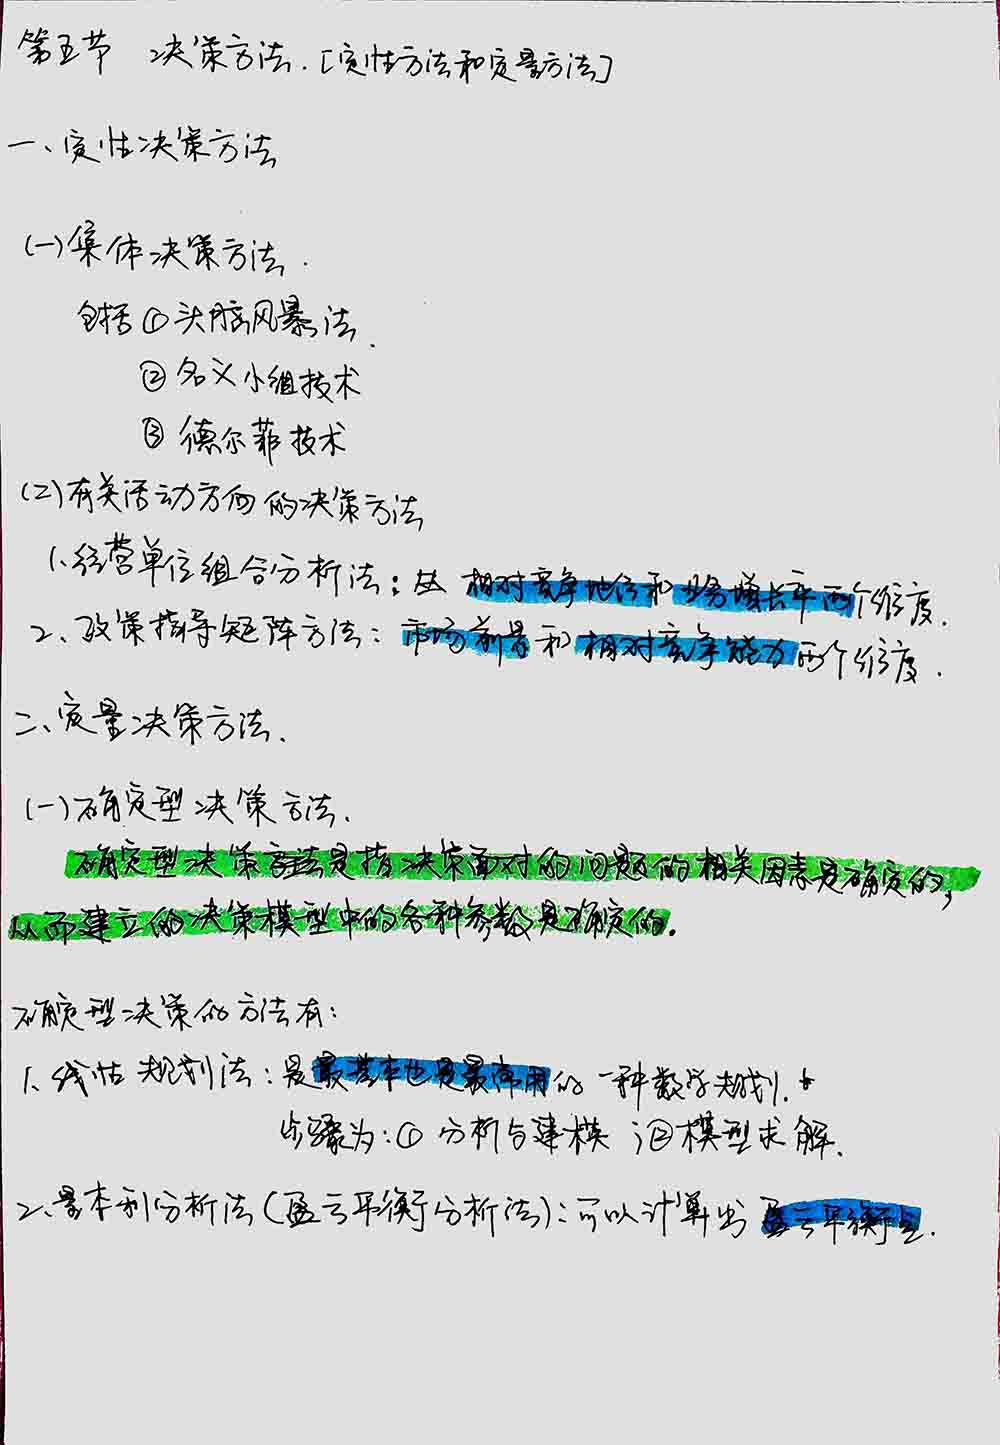 第五节 决策方法.[定性方法和定量方法]
一、定性决策方法
(一)集体决策方法.
包括①头脑风暴法.
②名义小组技术
③德尔菲技术
(二)有关活动方向的决策方法
1.经营单位组合分析法:从 相对竞争地位和业务增长率两个维度.
2、政策指导矩阵方法:市场前景和相对竞争能力两个维度.
二、定量决策方法.
(一)确定型决策方法.
确定型决策方法是指决策面对的问题的相关因素是确定的,
从而建立的决策模型中的各种参数是确定的.
确定型决策的方法有:
1、线性规划法:是最基本也是最常用的一种数学规划.
步骤为:①分析与建模;②模型求解.
2、量本利分析法(盈亏平衡分析法):可以计算出盈亏平衡点.